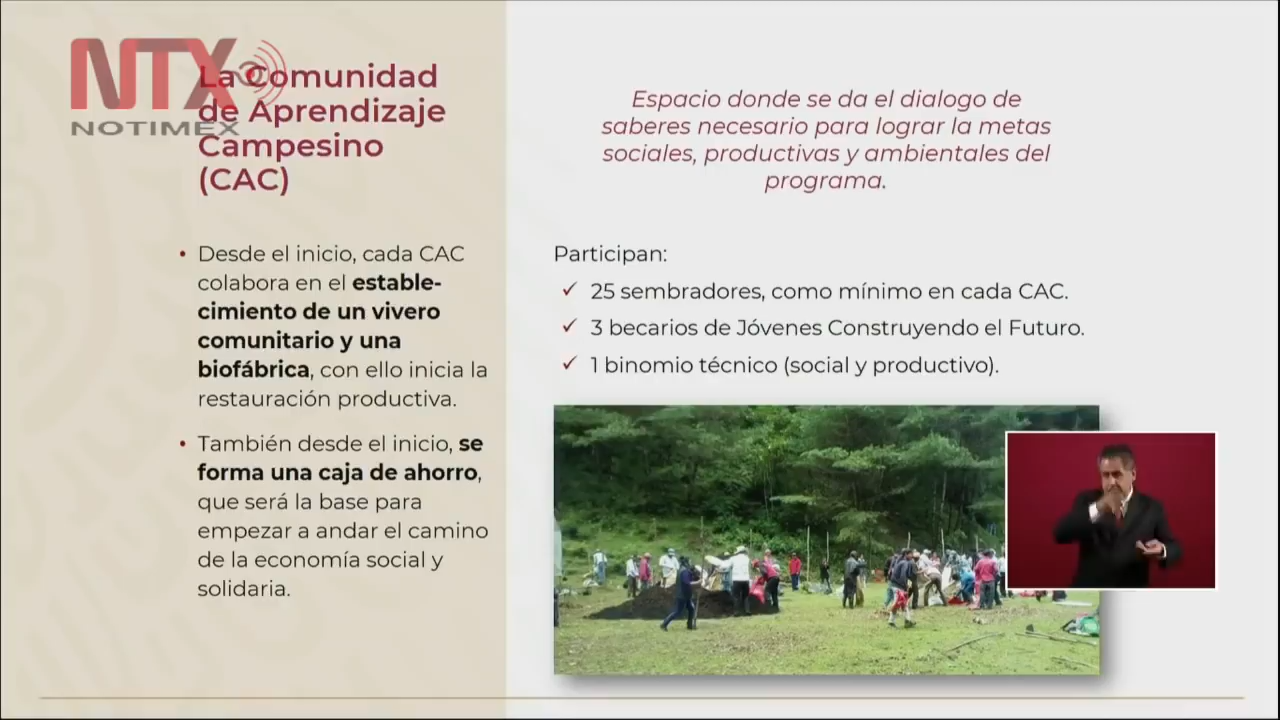 NTX
NOTIMEX
La Comunidad
de Aprendizaje
Campesino
(CAC)
• Desde el inicio, cada CAC
colabora en el estable-
cimiento de un vivero
comunitario y una
biofábrica, con ello inicia la
restauración productiva.
• También desde el inicio, se
forma una caja de ahorro,
que será la base para
empezar a andar el camino
de la economía social y
solidaria.
Espacio donde se da el dialogo de
saberes necesario para lograr la metas
sociales, productivas y ambientales del
programa.
Participan:
✓ 25 sembradores, como mínimo en cada CAC.
✓ 3 becarios de Jóvenes Construyendo el Futuro.
✓ 1 binomio técnico (social y productivo).